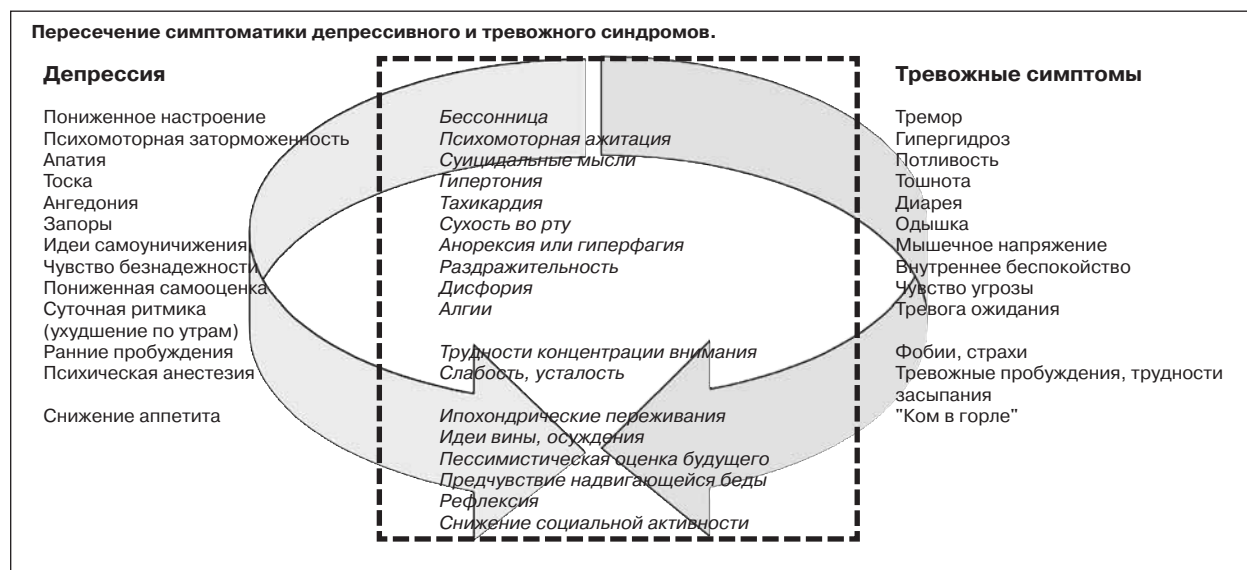 Пересечение симптоматики депрессивного и тревожного синдромов.
Депрессия
Пониженное настроение
Психомоторная заторможенность
Апатия
Тоска
Ангедония
Запоры
Идеи самоуничижения
Чувство безнадежности
Пониженная самооценка
Суточная ритмика
(ухудшение по утрам)
Ранние пробуждения
Психическая анестезия
Снижение аппетита
Бессонница
Психомоторная ажитация
Суицидальные мысли
Гипертония
Тахикардия
Сухость во рту
Анорексия или гиперфагия
Раздражительность
Дисфория
Алгии
Трудности концентрации внимания
Слабость, усталость
Ипохондрические переживания
Идеи вины, осуждения
Пессимистическая оценка будущего
Предчувствие надвигающейся беды
Рефлексия
Снижение социальной активности
Тревожные симптомы
Тремор
Гипергидроз
Потливость
Тошнота
Диарея
Одышка
Мышечное напряжение
Внутреннее беспокойство
Чувство угрозы
Тревога ожидания
Фобии, страхи
Тревожные пробуждения, трудности
засыпания
"Ком в горле"